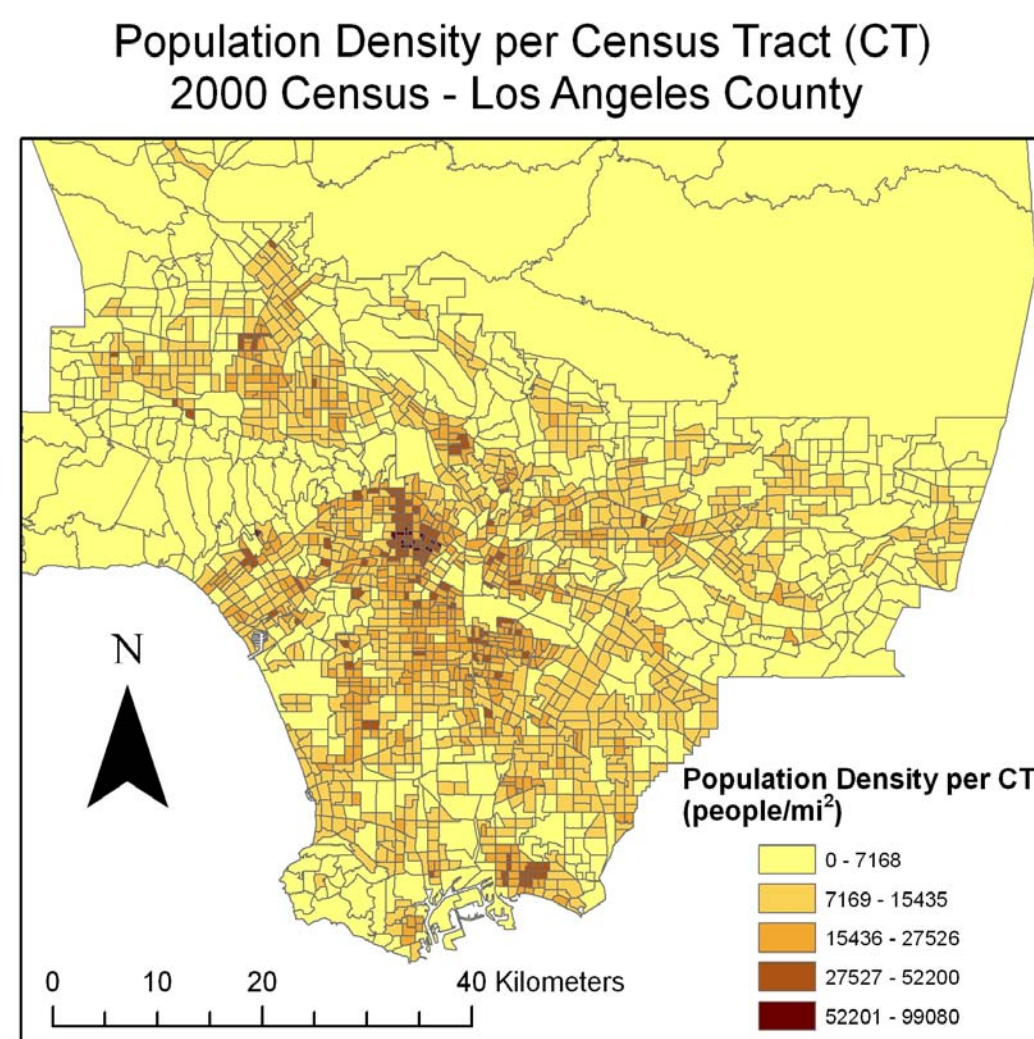 Population Density per Census Tract (CT)
2000 Census - Los Angeles County
N
Population Density per CT
(people/mi²)
0 - 7168
7169 - 15435
15436 - 27526
27527 - 52200
52201 - 99080
0 10 20 40 Kilometers